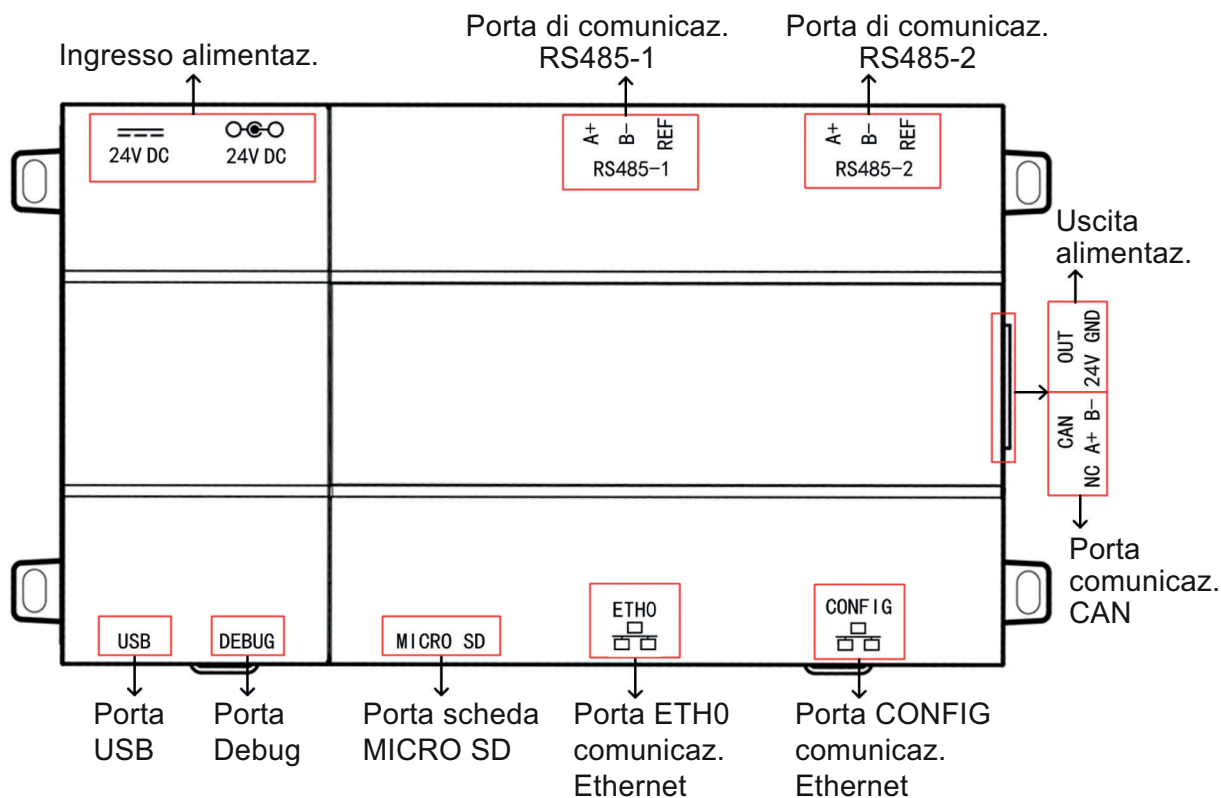 Ingresso alimentaz.
Porta di comunicaz.
RS485-1
Porta di comunicaz.
RS485-2
24V DC
24V DC
A+ B- REF
RS485-1
A+ B- REF
RS485-2
Uscita
alimentaz.
OUT
24V GND
CAN
NC A+ B-
Porta
comunicaz.
CAN
USB
DEBUG
MICRO SD
ETH0
CONFIG
Porta
USB
Porta
Debug
Porta scheda
MICRO SD
Porta ETH0
comunicaz.
Ethernet
Porta CONFIG
comunicaz.
Ethernet